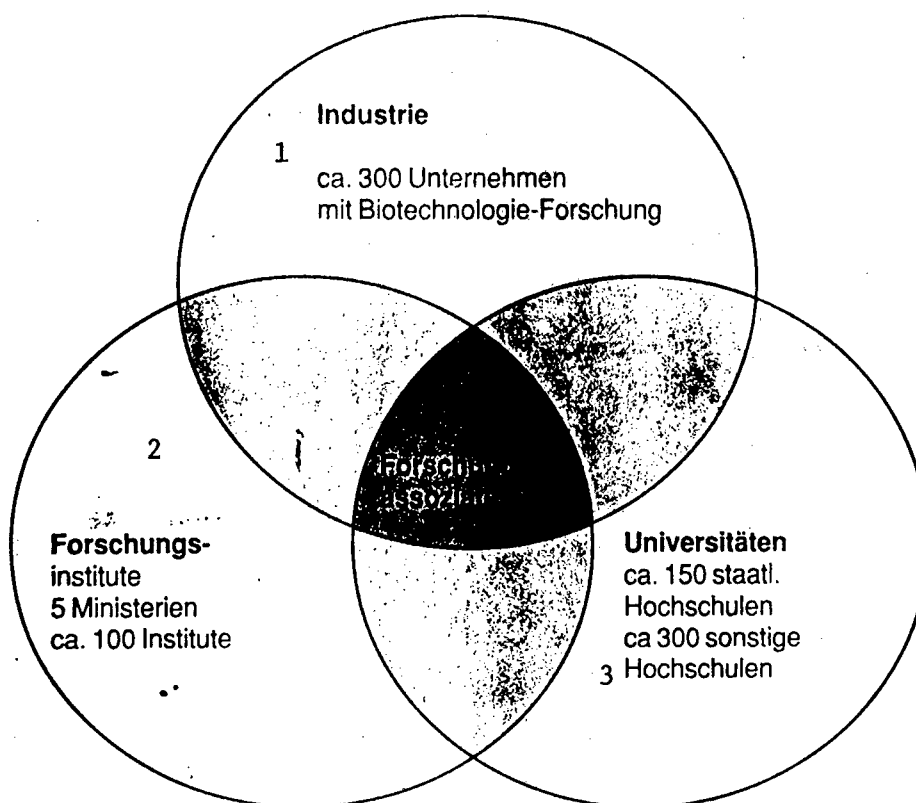 Industrie
1
ca. 300 Unternehmen
mit Biotechnologie-Forschung
2
Forschungs-
institute
5 Ministerien
ca. 100 Institute
Universitäten
ca. 150 staatl.
Hochschulen
ca 300 sonstige
3 Hochschulen